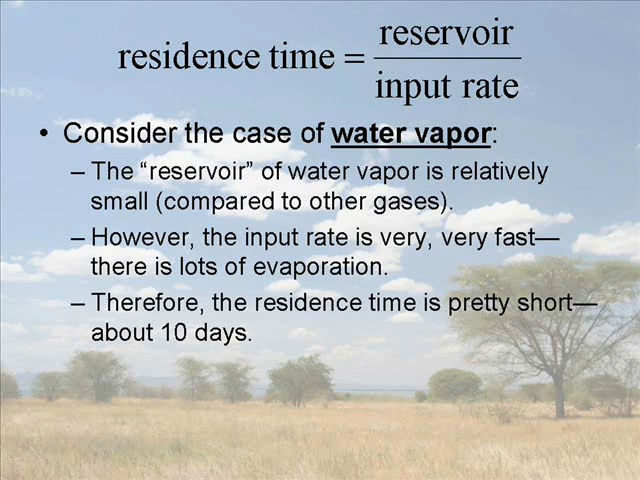 residence time = reservoir / input rate
• Consider the case of water vapor:
– The “reservoir” of water vapor is relatively
small (compared to other gases).
– However, the input rate is very, very fast—
there is lots of evaporation.
– Therefore, the residence time is pretty short—
about 10 days.